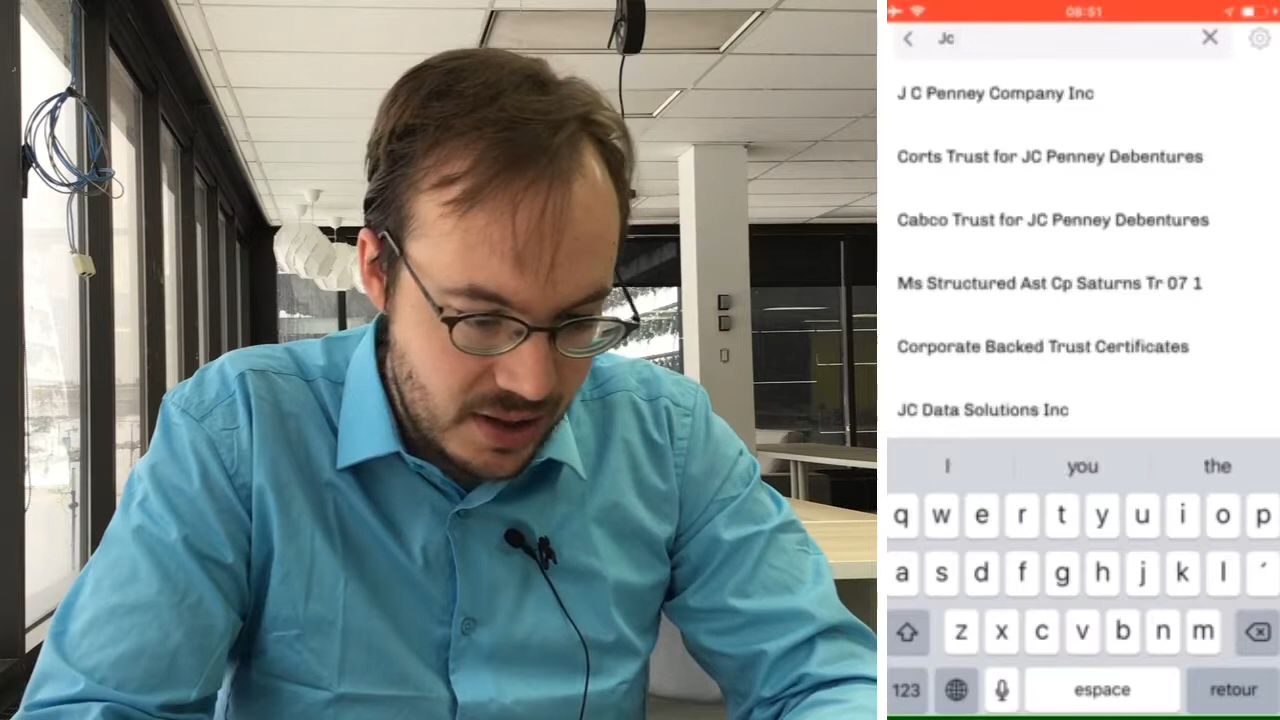 08:51
Jc
J C Penney Company Inc
Corts Trust for JC Penney Debentures
Cabco Trust for JC Penney Debentures
Ms Structured Ast Cp Saturns Tr 07 1
Corporate Backed Trust Certificates
JC Data Solutions Inc
I you the
q w e r t y u i o p
a s d f g h j k l ´
z x c v b n m
123 espace retour